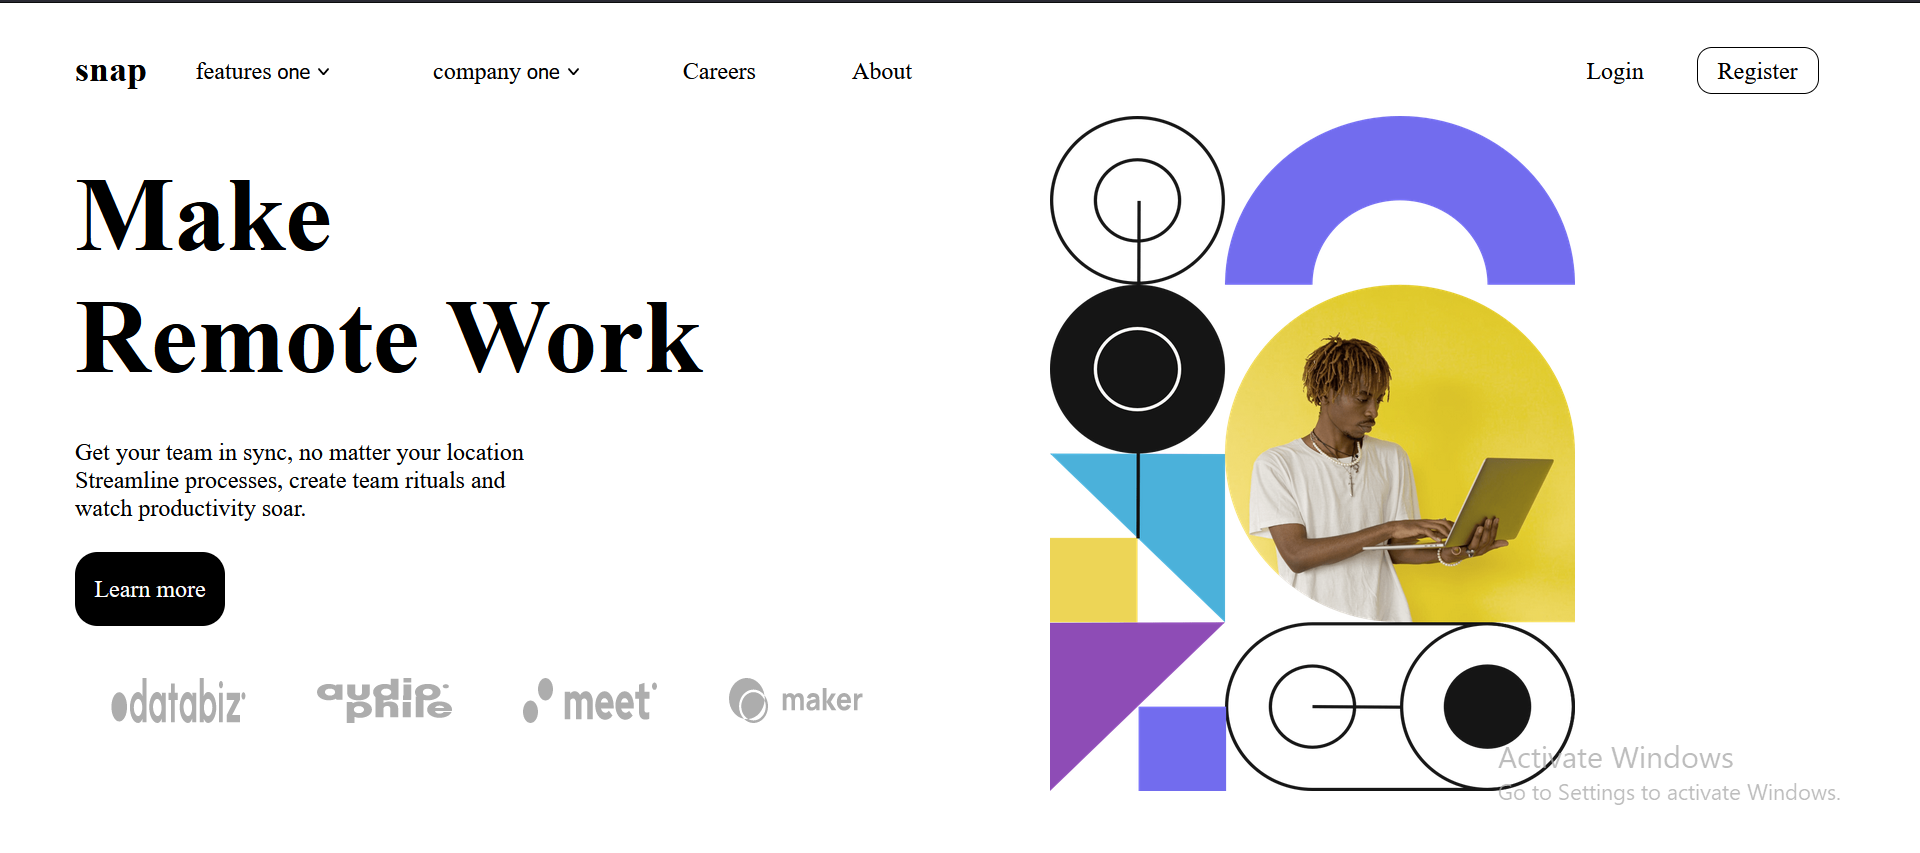 snap features one company one Careers About Login Register
Make
Remote Work
Get your team in sync, no matter your location
Streamline processes, create team rituals and
watch productivity soar.
Learn more
databiz audiophile meet maker
Activate Windows
Go to Settings to activate Windows.